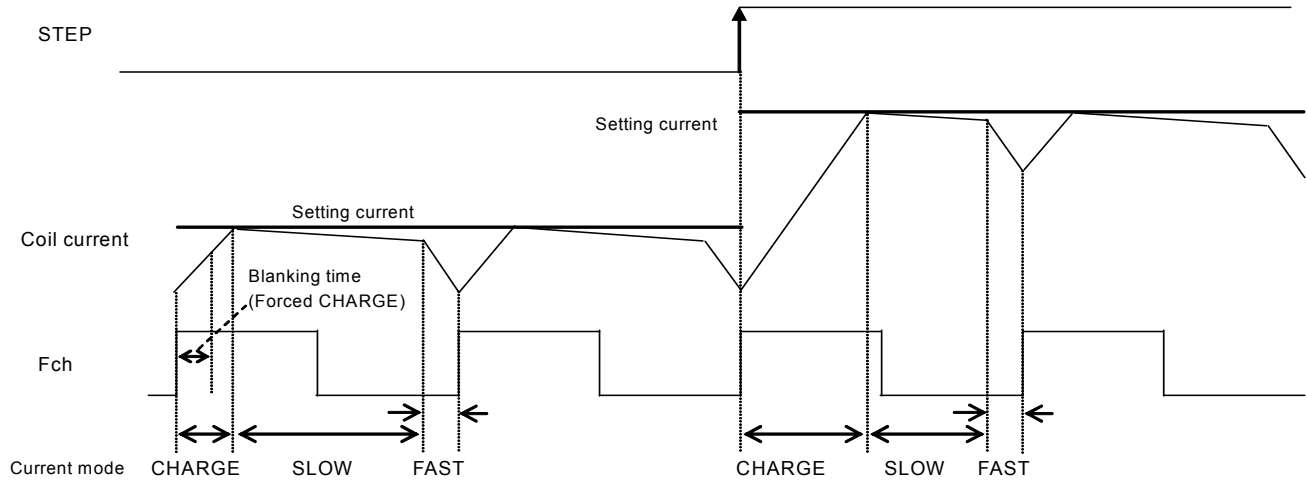 STEP
Setting current
Setting current
Coil current
Blanking time
(Forced CHARGE)
Fch
Current mode CHARGE SLOW FAST CHARGE SLOW FAST